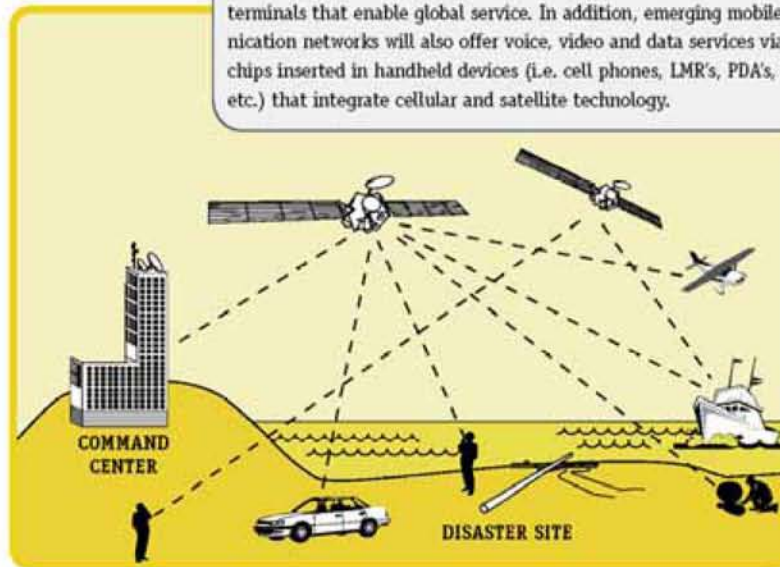 terminals that enable global service. In addition, emerging mobile
nication networks will also offer voice, video and data services via
chips inserted in handheld devices (i.e. cell phones, LMR's, PDA's,
etc.) that integrate cellular and satellite technology.
COMMAND
CENTER
DISASTER SITE